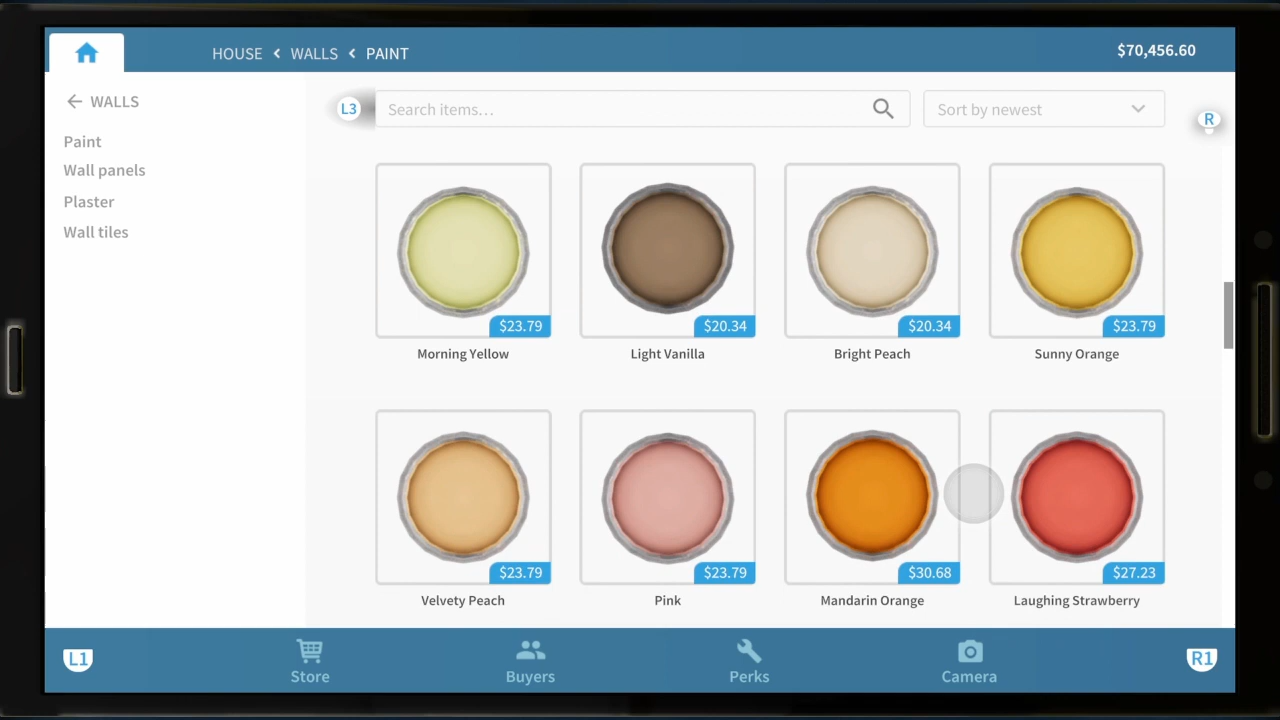 HOUSE < WALLS < PAINT
$70,456.60
WALLS
Paint
Wall panels
Plaster
Wall tiles
L3
Search items...
Sort by newest
R
$23.79
$20.34
$20.34
$23.79
Morning Yellow
Light Vanilla
Bright Peach
Sunny Orange
$23.79
$23.79
$30.68
$27.23
Velvety Peach
Pink
Mandarin Orange
Laughing Strawberry
L1
Store
Buyers
Perks
Camera
R1